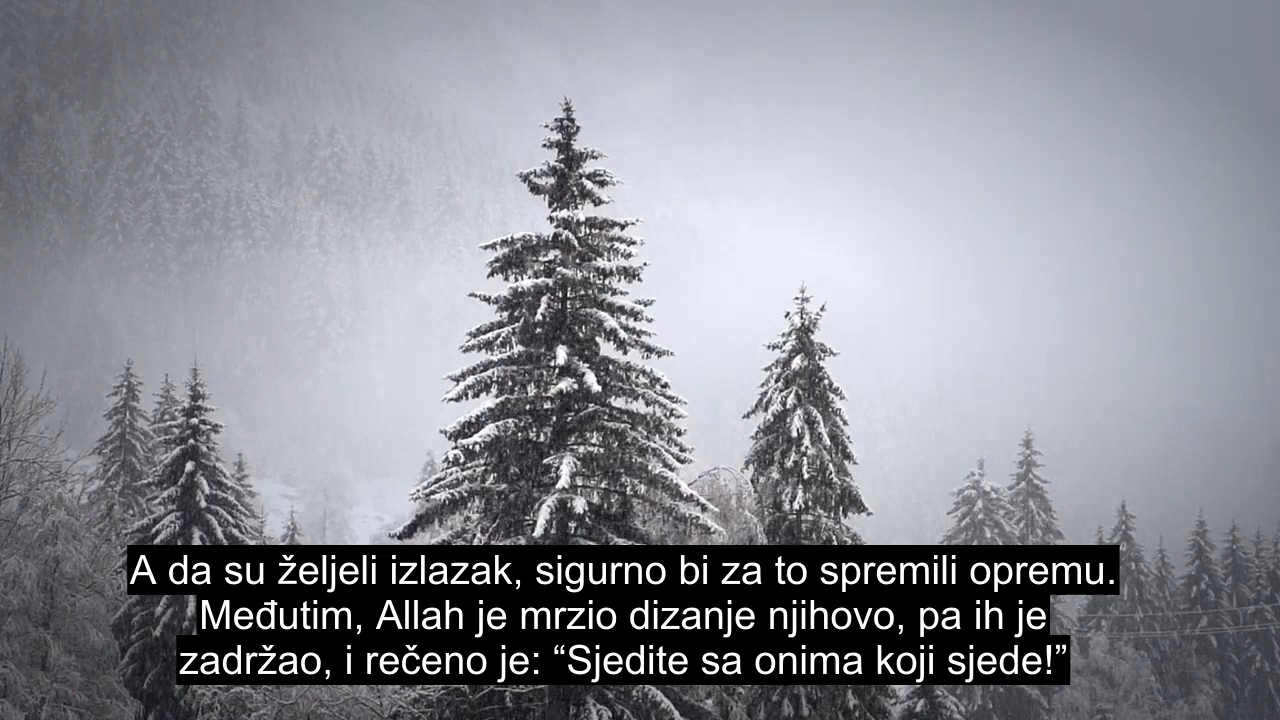 A da su željeli izlazak, sigurno bi za to spremili opremu.
Međutim, Allah je mrzio dizanje njihovo, pa ih je
zadržao, i rečeno je: “Sjedite sa onima koji sjede!”